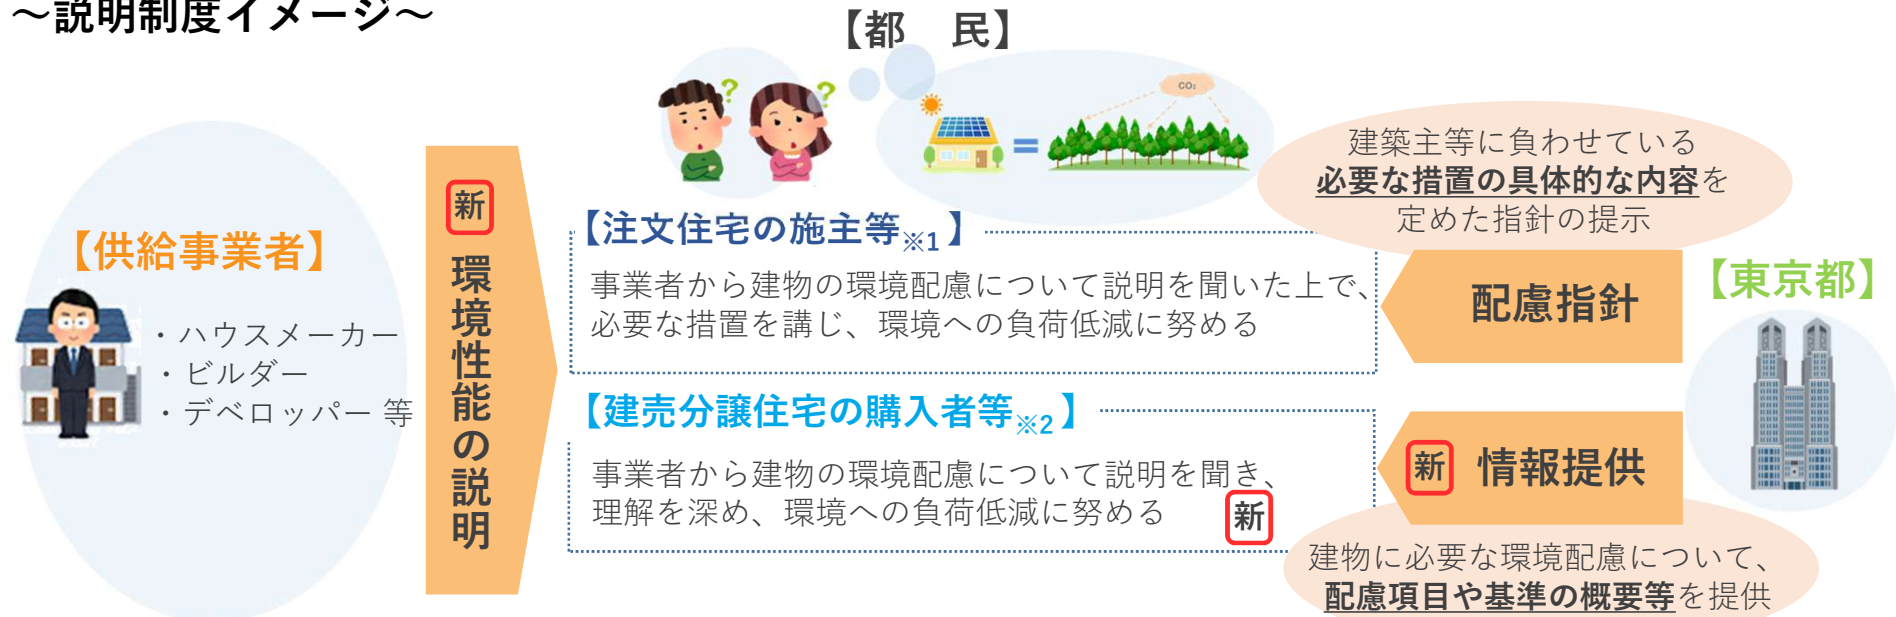 ～説明制度イメージ～
【都　民】
CO₂
? ?
=
建築主等に負わせている
必要な措置の具体的な内容を
定めた指針の提示
【供給事業者】
・ハウスメーカー
・ビルダー
・デベロッパー 等
新
環境性能の説明
【注文住宅の施主等※1】
事業者から建物の環境配慮について説明を聞いた上で、
必要な措置を講じ、環境への負荷低減に努める
配慮指針
【東京都】
【建売分譲住宅の購入者等※2】
事業者から建物の環境配慮について説明を聞き、
理解を深め、環境への負荷低減に努める 新
新 情報提供
建物に必要な環境配慮について、
配慮項目や基準の概要等を提供